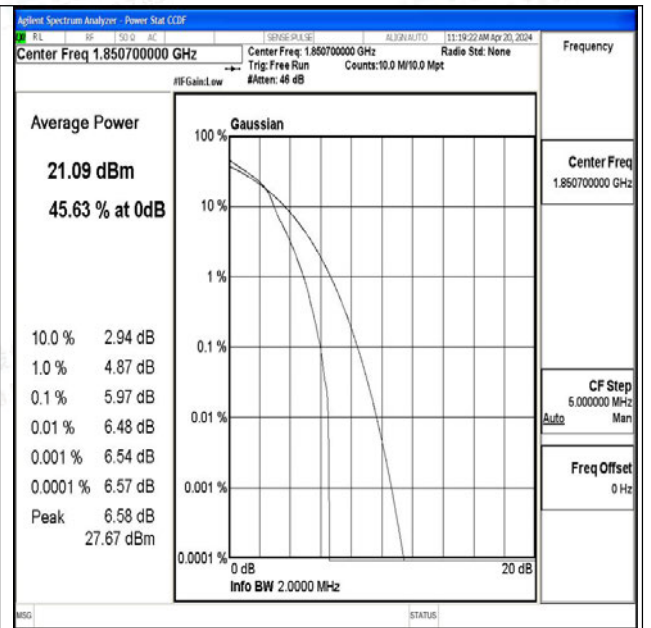 Agilent Spectrum Analyzer - Power Stat CCDF
RL RF 50 Ω AC SENSE:PULSE ALIGN AUTO 11:19:22 AM Apr 20, 2024
Center Freq 1.850700000 GHz
Center Freq: 1.850700000 GHz Radio Std: None
Trig: Free Run Counts:10.0 M/10.0 Mpt
#IFGain:Low #Atten: 46 dB
Frequency
Average Power
21.09 dBm
45.63 % at 0dB
10.0 % 2.94 dB
1.0 % 4.87 dB
0.1 % 5.97 dB
0.01 % 6.48 dB
0.001 % 6.54 dB
0.0001 % 6.57 dB
Peak 6.58 dB
27.67 dBm
Gaussian
100 %
10 %
1 %
0.1 %
0.01 %
0.001 %
0.0001 %
0 dB 20 dB
Info BW 2.0000 MHz
Center Freq
1.850700000 GHz
CF Step
5.000000 MHz
Auto Man
Freq Offset
0 Hz
MSG STATUS